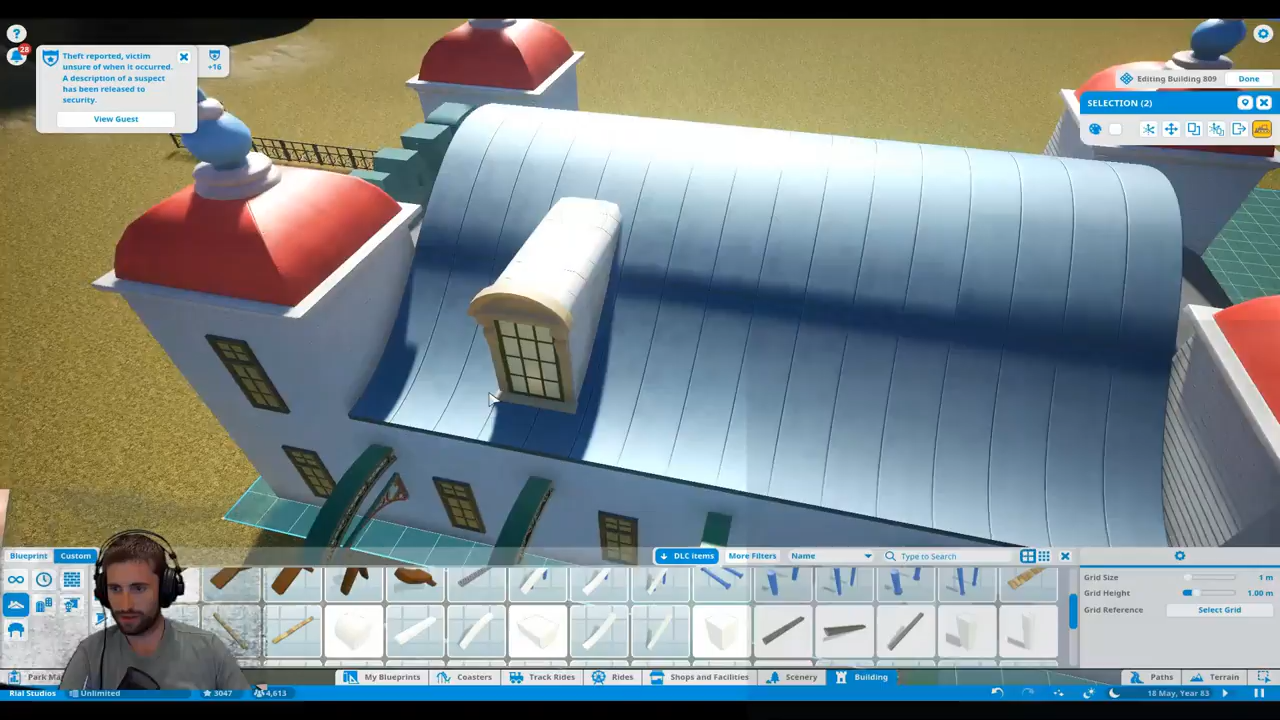 ?
28
Theft reported, victim
unsure of when it occurred.
A description of a suspect
has been released to
security.
View Guest
+16
Editing Building 809
Done
SELECTION (2)
Blueprint
Custom
DLC items
More Filters
Name
Type to Search
Grid Size
1 m
Grid Height
1.00 m
Grid Reference
Select Grid
Park Ma
My Blueprints
Coasters
Track Rides
Rides
Shops and Facilities
Scenery
Building
Paths
Terrain
Rial Studios
Unlimited
3047
4,613
18 May, Year 83